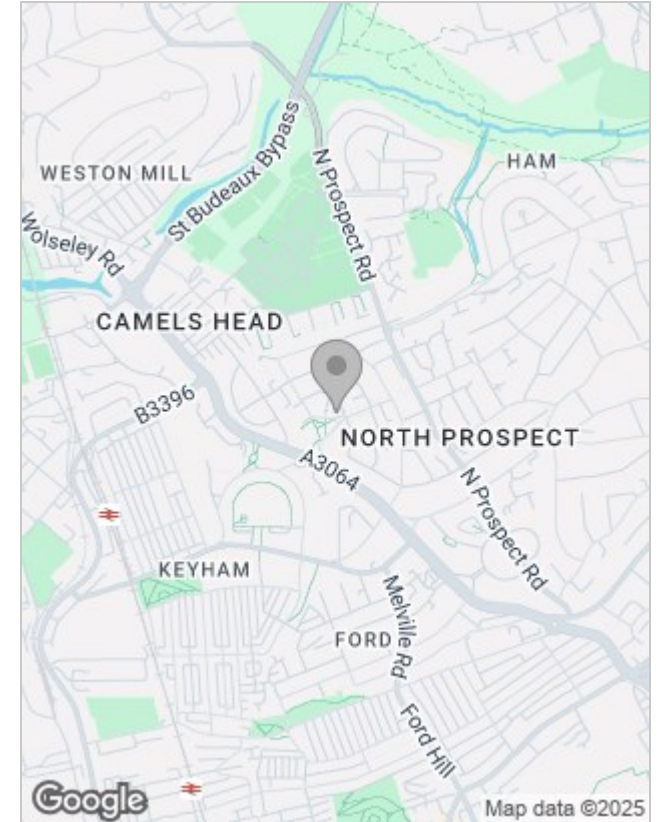 WESTON MILL
St Budeaux Bypass
N Prospect Rd
HAM
Wolseley Rd
CAMELS HEAD
B3396
NORTH PROSPECT
A3064
N Prospect Rd
KEYHAM
Melville Rd
FORD
Ford Hill
Google
Map data ©2025